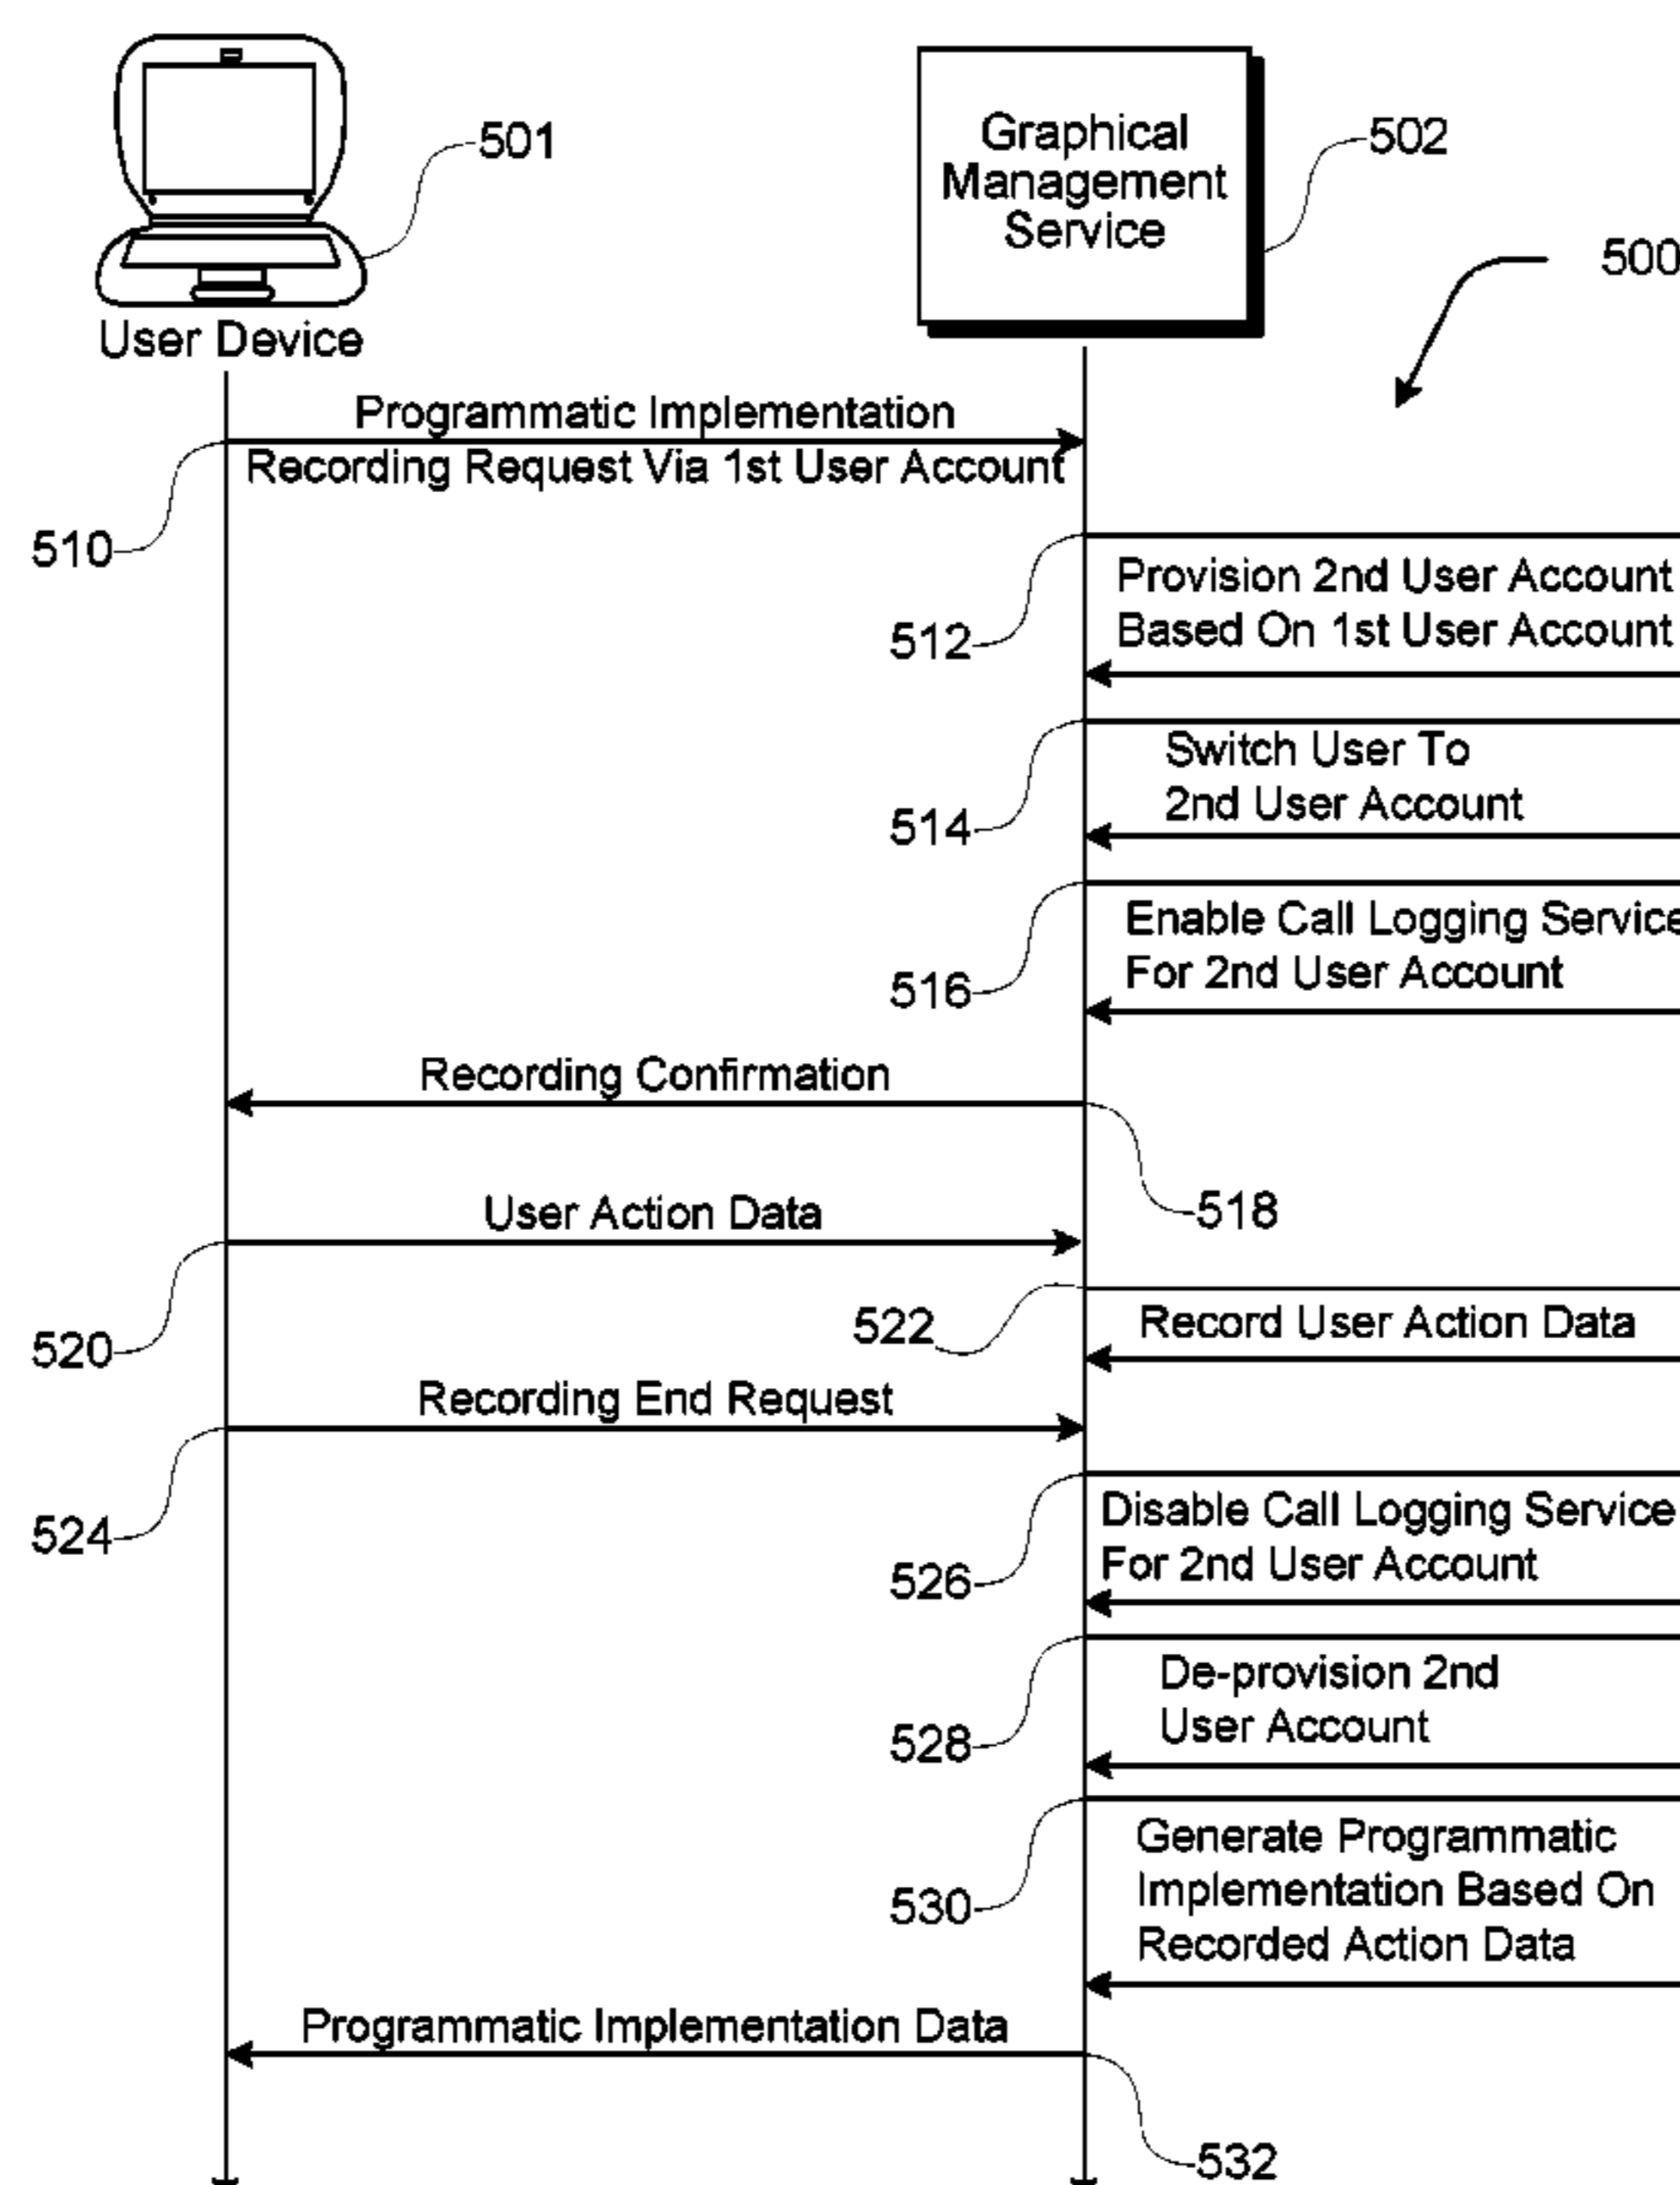 501
Graphical
Management
Service
502
500
User Device
Programmatic Implementation
Recording Request Via 1st User Account
510
Provision 2nd User Account
Based On 1st User Account
512
Switch User To
2nd User Account
514
Enable Call Logging Service
For 2nd User Account
516
Recording Confirmation
518
User Action Data
520
522
Record User Action Data
Recording End Request
524
Disable Call Logging Service
For 2nd User Account
526
De-provision 2nd
User Account
528
Generate Programmatic
Implementation Based On
Recorded Action Data
530
Programmatic Implementation Data
532